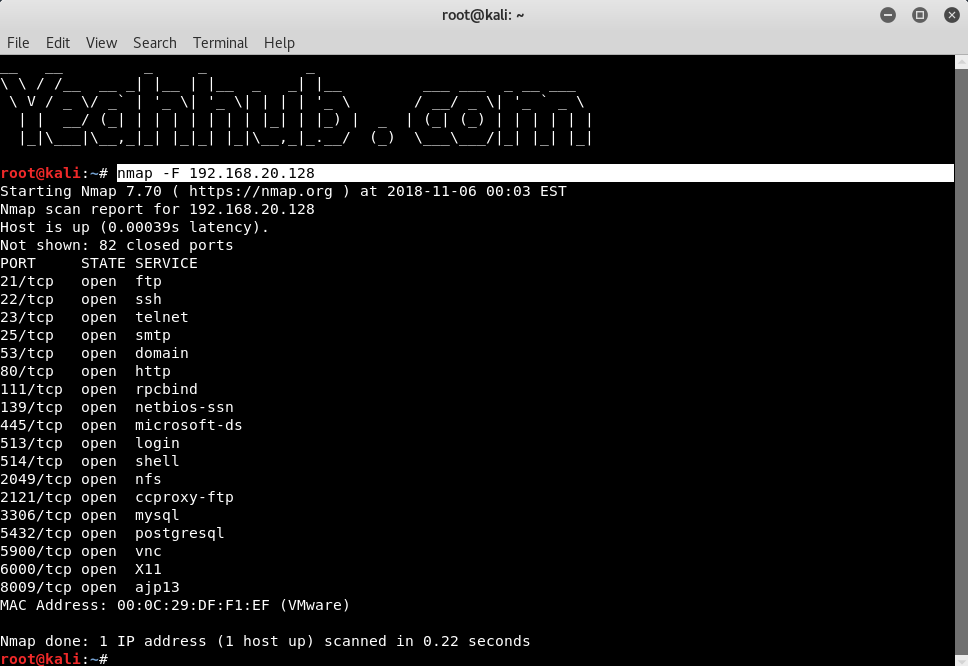 root@kali: ~
File Edit View Search Terminal Help
Yeahhub.com
root@kali:~# nmap -F 192.168.20.128
Starting Nmap 7.70 ( https://nmap.org ) at 2018-11-06 00:03 EST
Nmap scan report for 192.168.20.128
Host is up (0.00039s latency).
Not shown: 82 closed ports
PORT     STATE SERVICE
21/tcp   open  ftp
22/tcp   open  ssh
23/tcp   open  telnet
25/tcp   open  smtp
53/tcp   open  domain
80/tcp   open  http
111/tcp  open  rpcbind
139/tcp  open  netbios-ssn
445/tcp  open  microsoft-ds
513/tcp  open  login
514/tcp  open  shell
2049/tcp open  nfs
2121/tcp open  ccproxy-ftp
3306/tcp open  mysql
5432/tcp open  postgresql
5900/tcp open  vnc
6000/tcp open  X11
8009/tcp open  ajp13
MAC Address: 00:0C:29:DF:F1:EF (VMware)
Nmap done: 1 IP address (1 host up) scanned in 0.22 seconds
root@kali:~#